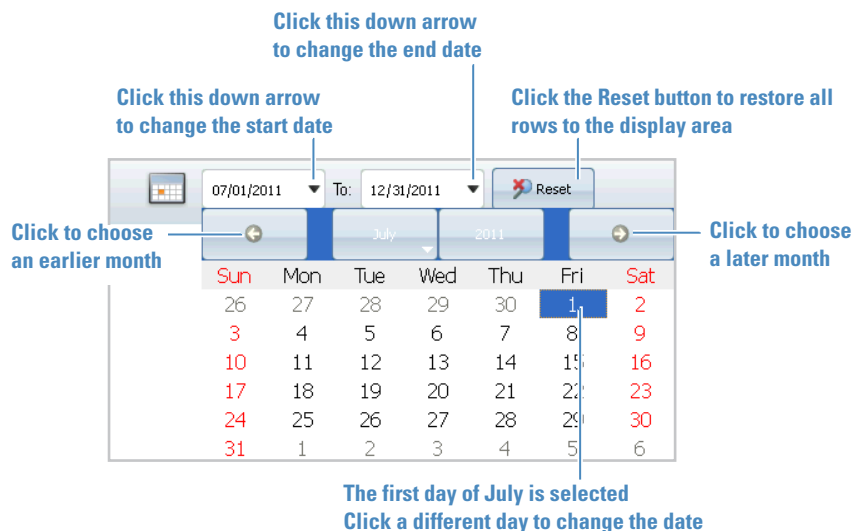 Click this down arrow
to change the end date
Click this down arrow
to change the start date
Click the Reset button to restore all
rows to the display area
07/01/2011 To: 12/31/2011 Reset
Click to choose
an earlier month
July 2011
Click to choose
a later month
Sun Mon Tue Wed Thu Fri Sat
26 27 28 29 30 1 2
3 4 5 6 7 8 9
10 11 12 13 14 15 16
17 18 19 20 21 22 23
24 25 26 27 28 29 30
31 1 2 3 4 5 6
The first day of July is selected
Click a different day to change the date